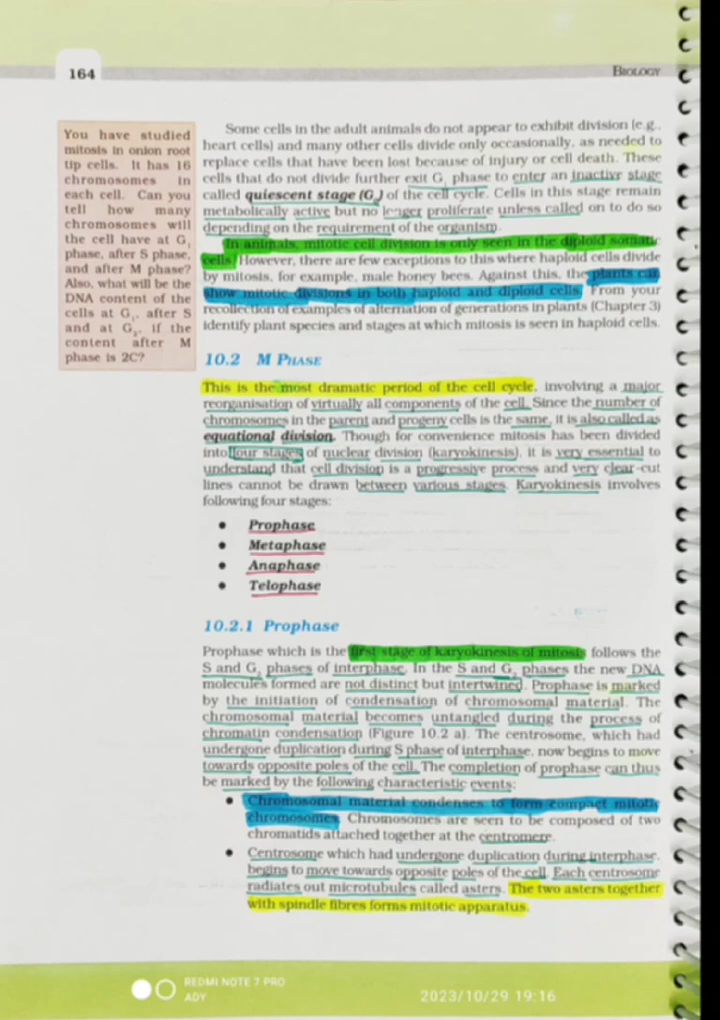 164
BIOLOGY
You have studied
mitosis in onion root
tip cells. It has 16
chromosomes in
each cell. Can you
tell how many
chromosomes will
the cell have at G₁
phase, after S phase,
and after M phase?
Also, what will be the
DNA content of the
cells at G₁, after S
and at G₂, if the
content after M
phase is 2C?
Some cells in the adult animals do not appear to exhibit division (e.g.,
heart cells) and many other cells divide only occasionally, as needed to
replace cells that have been lost because of injury or cell death. These
cells that do not divide further exit G₁ phase to enter an inactive stage
called quiescent stage (G₀) of the cell cycle. Cells in this stage remain
metabolically active but no longer proliferate unless called on to do so
depending on the requirement of the organism.
In animals, mitotic cell division is only seen in the diploid somatic
cells. However, there are few exceptions to this where haploid cells divide
by mitosis, for example, male honey bees. Against this, the plants can
show mitotic divisions in both haploid and diploid cells. From your
recollection of examples of alternation of generations in plants (Chapter 3)
identify plant species and stages at which mitosis is seen in haploid cells.
10.2 M PHASE
This is the most dramatic period of the cell cycle, involving a major
reorganisation of virtually all components of the cell. Since the number of
chromosomes in the parent and progeny cells is the same, it is also called as
equational division. Though for convenience mitosis has been divided
into four stages of nuclear division (karyokinesis), it is very essential to
understand that cell division is a progressive process and very clear-cut
lines cannot be drawn between various stages. Karyokinesis involves
following four stages:
• Prophase
• Metaphase
• Anaphase
• Telophase
10.2.1 Prophase
Prophase which is the first stage of karyokinesis of mitosis follows the
S and G₂ phases of interphase. In the S and G₂ phases the new DNA
molecules formed are not distinct but intertwined. Prophase is marked
by the initiation of condensation of chromosomal material. The
chromosomal material becomes untangled during the process of
chromatin condensation (Figure 10.2 a). The centrosome, which had
undergone duplication during S phase of interphase, now begins to move
towards opposite poles of the cell. The completion of prophase can thus
be marked by the following characteristic events:
• Chromosomal material condenses to form compact mitotic
chromosomes. Chromosomes are seen to be composed of two
chromatids attached together at the centromere.
• Centrosome which had undergone duplication during interphase,
begins to move towards opposite poles of the cell. Each centrosome
radiates out microtubules called asters. The two asters together
with spindle fibres forms mitotic apparatus.
REDMI NOTE 7 PRO
ADY
2023/10/29 19:16